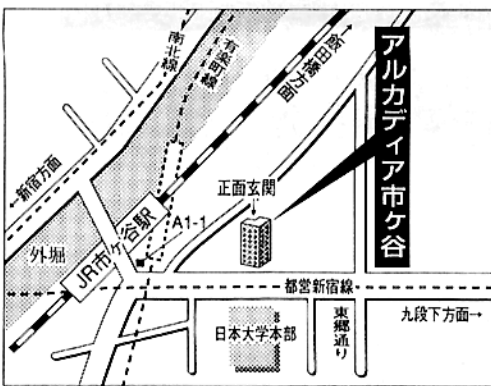 南北線
有楽町線
飯田橋方面→
アルカディア市ヶ谷
←新宿方面
正面玄関
A1-1
JR市ヶ谷駅
外堀
都営新宿線
日本大学本部
東郷通り
九段下方面→